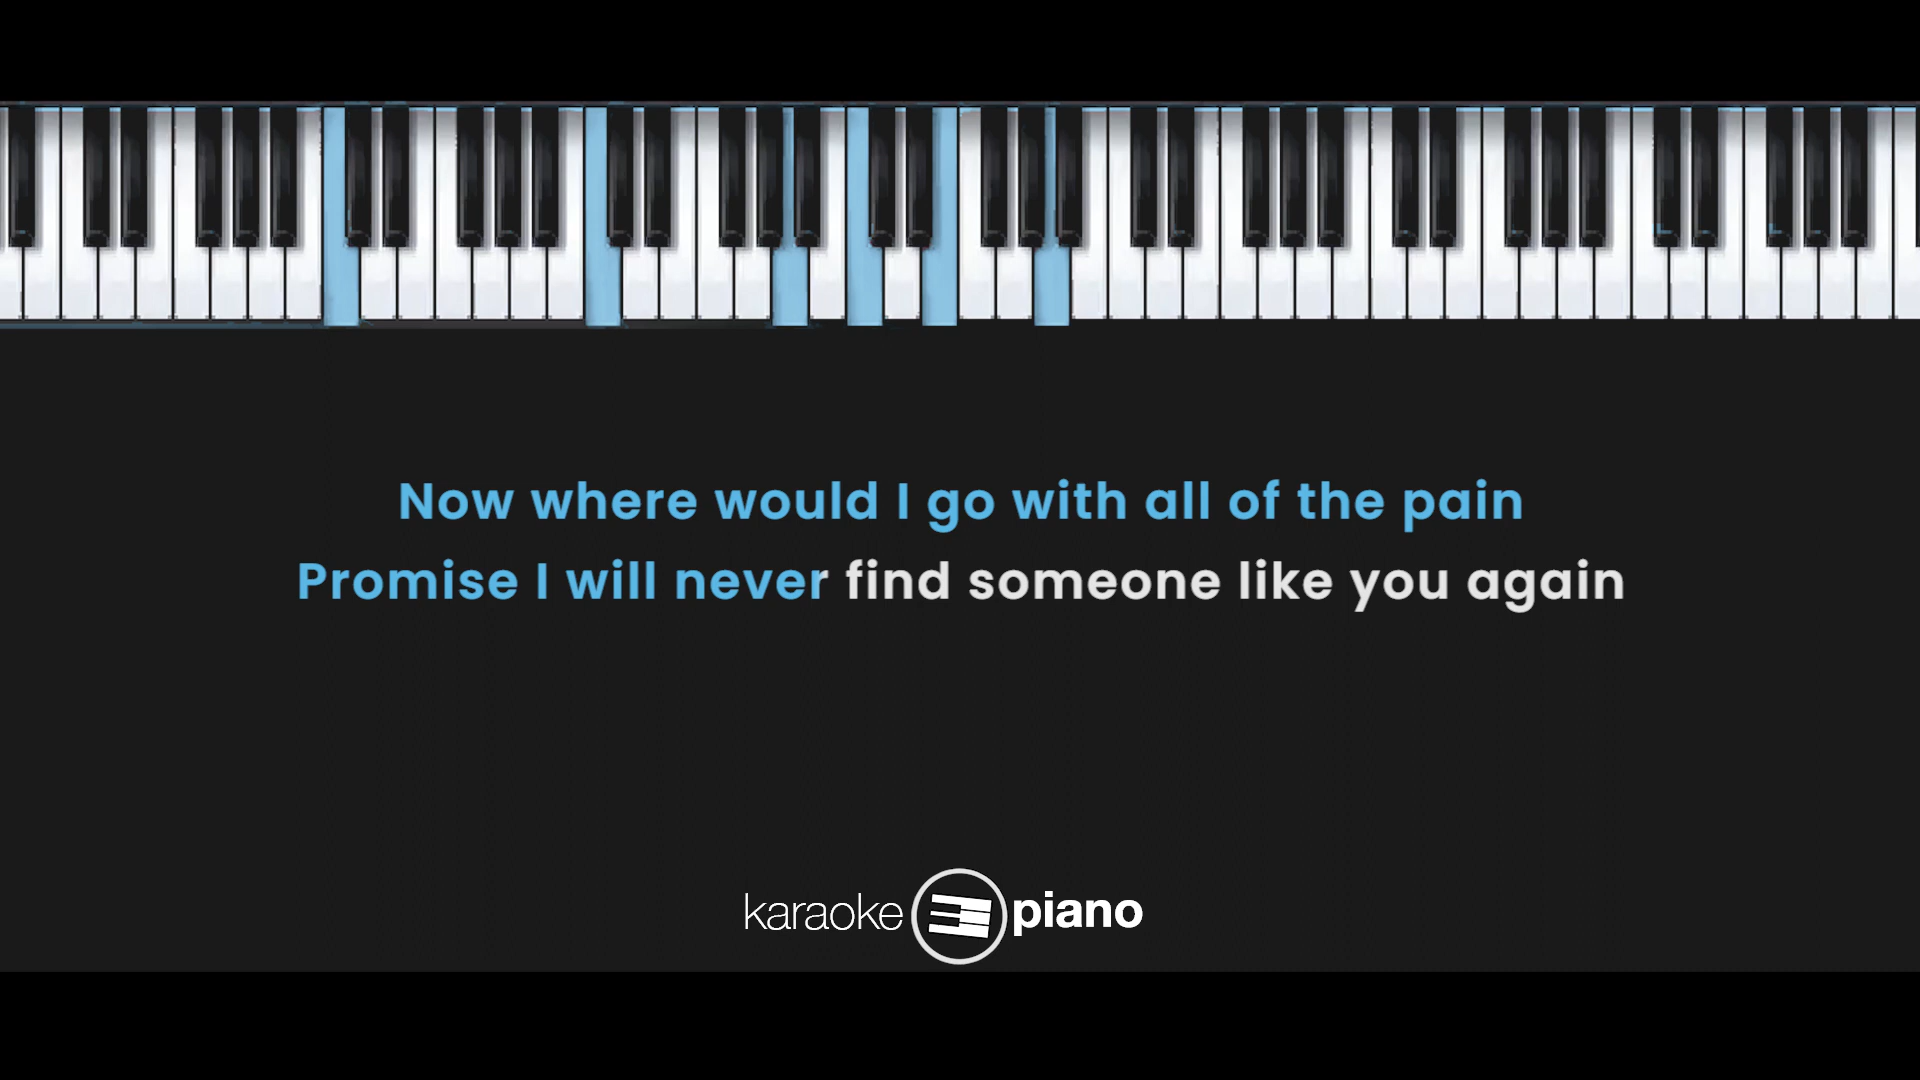 Now where would I go with all of the pain
Promise I will never find someone like you again
karaoke piano